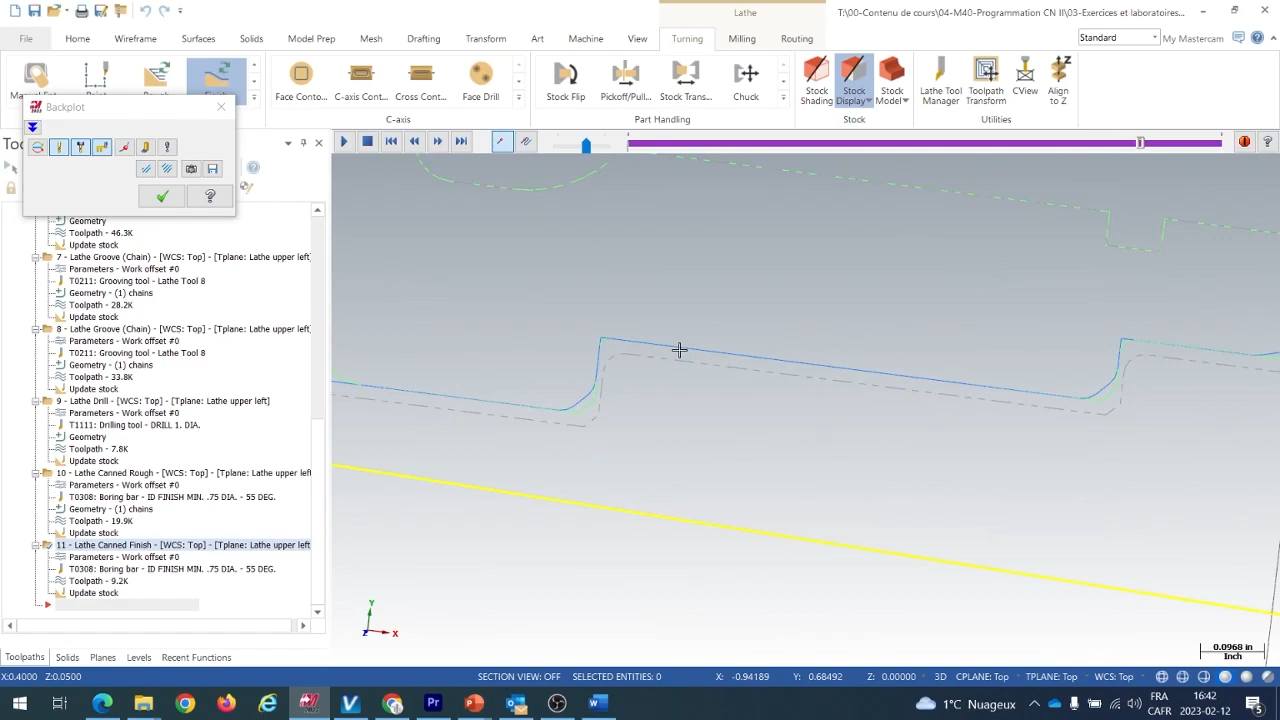 Lathe
T:\00-Contenu de cours\04-M40-Programmation CN II\03-Exercices et laboratoires...
File Home Wireframe Surfaces Solids Model Prep Mesh Drafting Transform Art Machine View Turning Milling Routing
Standard
My Mastercam
Face Conto... C-axis Cont... Cross Cont... Face Drill
Stock Flip Pickoff/Pull... Stock Trans... Chuck
Stock Shading
Stock Display
Stock Model
Lathe Tool Manager
Toolpath Transform
CView
Align to Z
C-axis
Part Handling
Stock
Utilities
Backplot
Geometry
Toolpath - 46.3K
Update stock
7 - Lathe Groove (Chain) - [WCS: Top] - [Tplane: Lathe upper left]
Parameters - Work offset #0
T0211: Grooving tool - Lathe Tool 8
Geometry - (1) chains
Toolpath - 28.2K
Update stock
8 - Lathe Groove (Chain) - [WCS: Top] - [Tplane: Lathe upper left]
Parameters - Work offset #0
T0211: Grooving tool - Lathe Tool 8
Geometry - (1) chains
Toolpath - 33.8K
Update stock
9 - Lathe Drill - [WCS: Top] - [Tplane: Lathe upper left]
Parameters - Work offset #0
T1111: Drilling tool - DRILL 1. DIA.
Geometry
Toolpath - 7.8K
Update stock
10 - Lathe Canned Rough - [WCS: Top] - [Tplane: Lathe upper left
Parameters - Work offset #0
T0308: Boring bar - ID FINISH MIN. .75 DIA. - 55 DEG.
Geometry - (1) chains
Toolpath - 19.9K
Update stock
11 - Lathe Canned Finish - [WCS: Top] - [Tplane: Lathe upper left
Parameters - Work offset #0
T0308: Boring bar - ID FINISH MIN. .75 DIA. - 55 DEG.
Toolpath - 9.2K
Update stock
Y
Z
X
0.0968 in
Inch
Toolpaths Solids Planes Levels Recent Functions
X:0.4000 Z:0.0500
SECTION VIEW: OFF SELECTED ENTITIES: 0 X: -0.94189 Y: 0.68492 Z: 0.00000 3D CPLANE: Top TPLANE: Top WCS: Top
1°C Nuageux
FRA
CAFR
16:42
2023-02-12
5